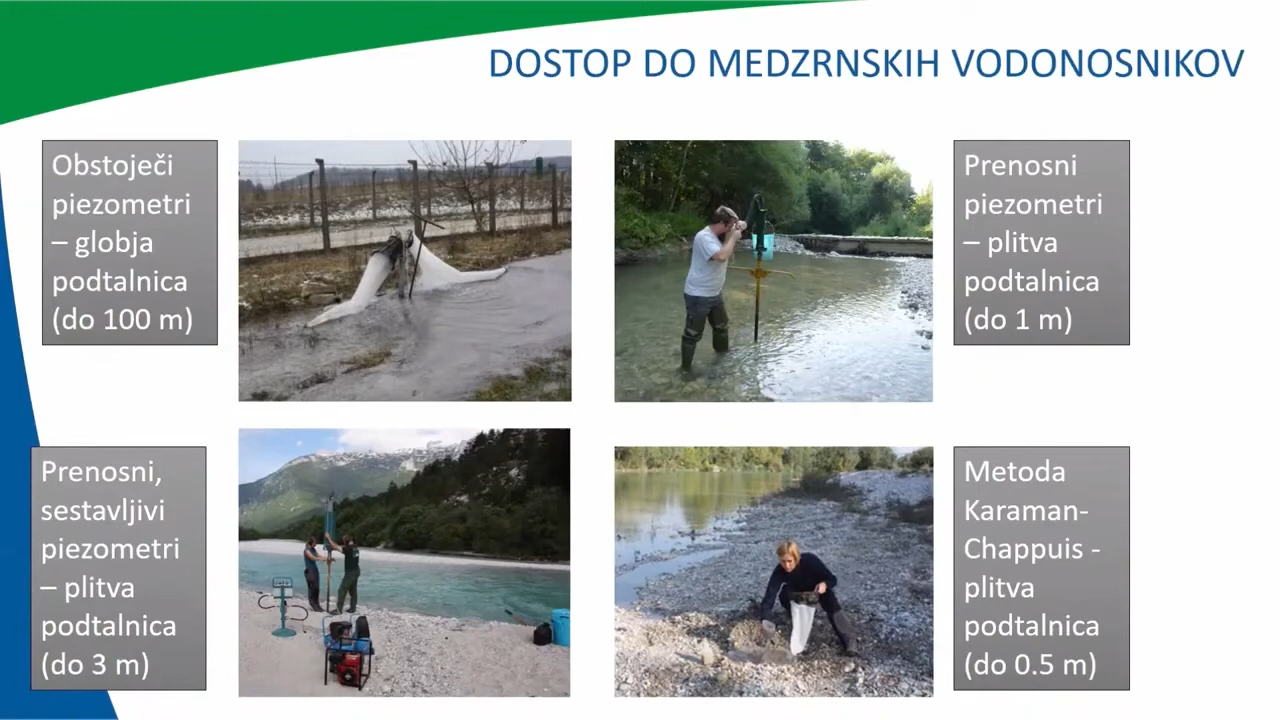 DOSTOP DO MEDZRNSKIH VODONOSNIKOV
Obstoječi
piezometri
– globja
podtalnica
(do 100 m)
Prenosni
piezometri
– plitva
podtalnica
(do 1 m)
Prenosni,
sestavljivi
piezometri
– plitva
podtalnica
(do 3 m)
Metoda
Karaman-
Chappuis -
plitva
podtalnica
(do 0.5 m)